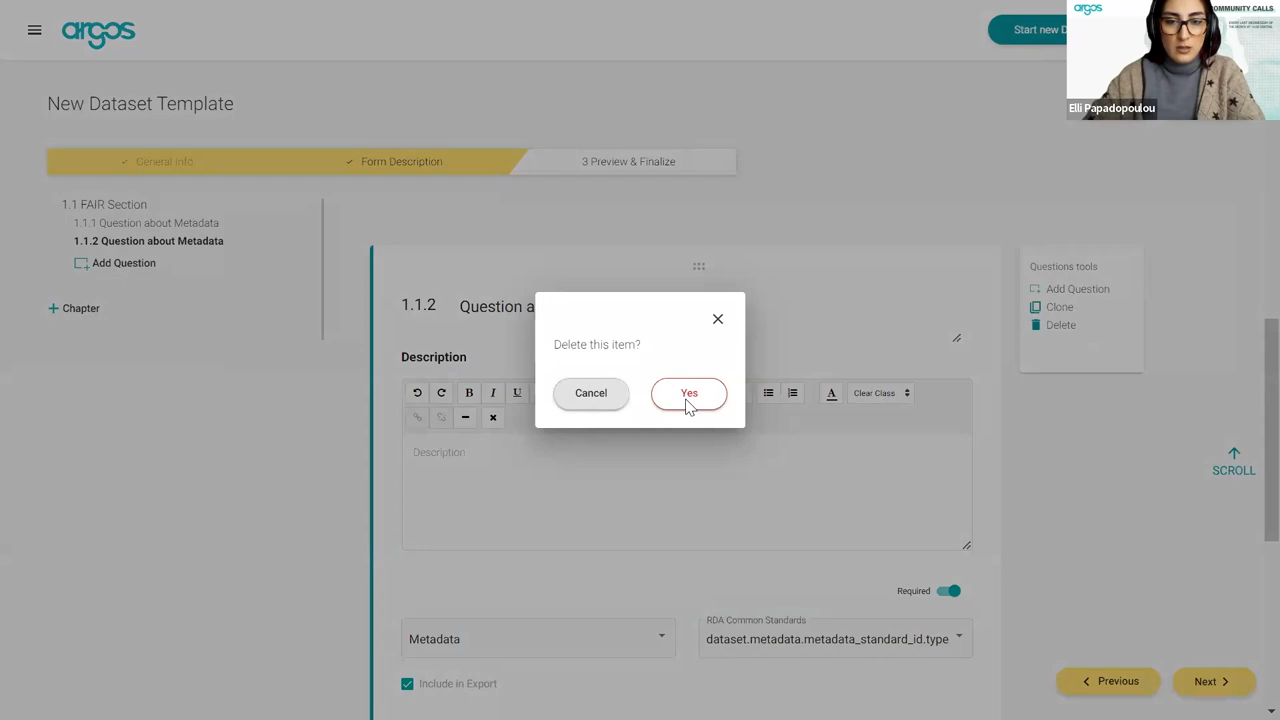 argos
Start new D
argos
OMMUNITY CALLS
Elli Papadopoulou
New Dataset Template
General Info
Form Description
3 Preview & Finalize
1.1 FAIR Section
1.1.1 Question about Metadata
1.1.2 Question about Metadata
Add Question
Chapter
1.1.2 Question a
Questions tools
Add Question
Clone
Delete
Delete this item?
Cancel
Yes
Description
B I U
A
Clear Class
Description
SCROLL
Required
Metadata
RDA Common Standards
dataset.metadata.metadata_standard_id.type
Include in Export
Previous
Next